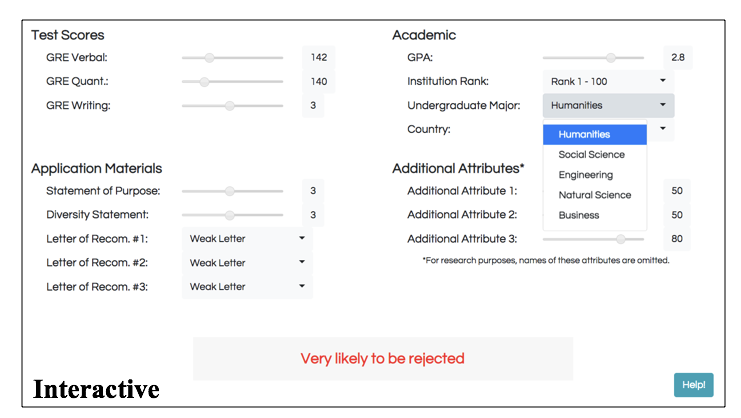 Test Scores
GRE Verbal: 142
GRE Quant.: 140
GRE Writing: 3
Academic
GPA: 2.8
Institution Rank: Rank 1 - 100
Undergraduate Major: Humanities
Country:
Humanities
Social Science
Engineering
Natural Science
Business
Application Materials
Statement of Purpose: 3
Diversity Statement: 3
Letter of Recom. #1: Weak Letter
Letter of Recom. #2: Weak Letter
Letter of Recom. #3: Weak Letter
Additional Attributes*
Additional Attribute 1: 50
Additional Attribute 2: 50
Additional Attribute 3: 80
*For research purposes, names of these attributes are omitted.
Very likely to be rejected
Interactive
Help!